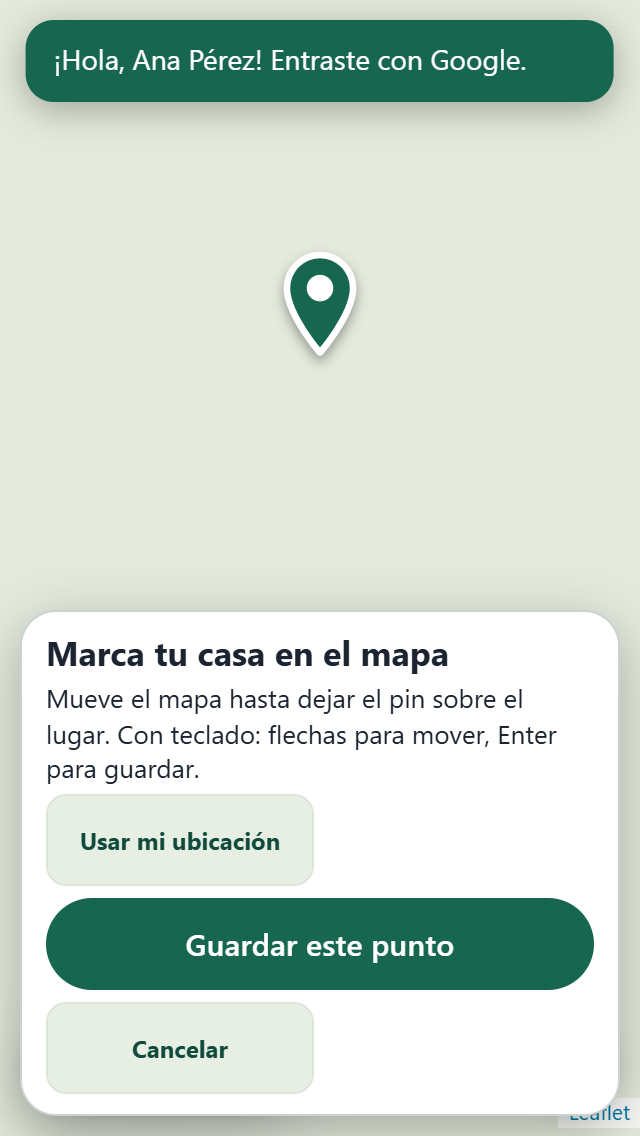 ¡Hola, Ana Pérez! Entraste con Google.
Marca tu casa en el mapa
Mueve el mapa hasta dejar el pin sobre el
lugar. Con teclado: flechas para mover, Enter
para guardar.
Usar mi ubicación
Guardar este punto
Cancelar
Leaflet